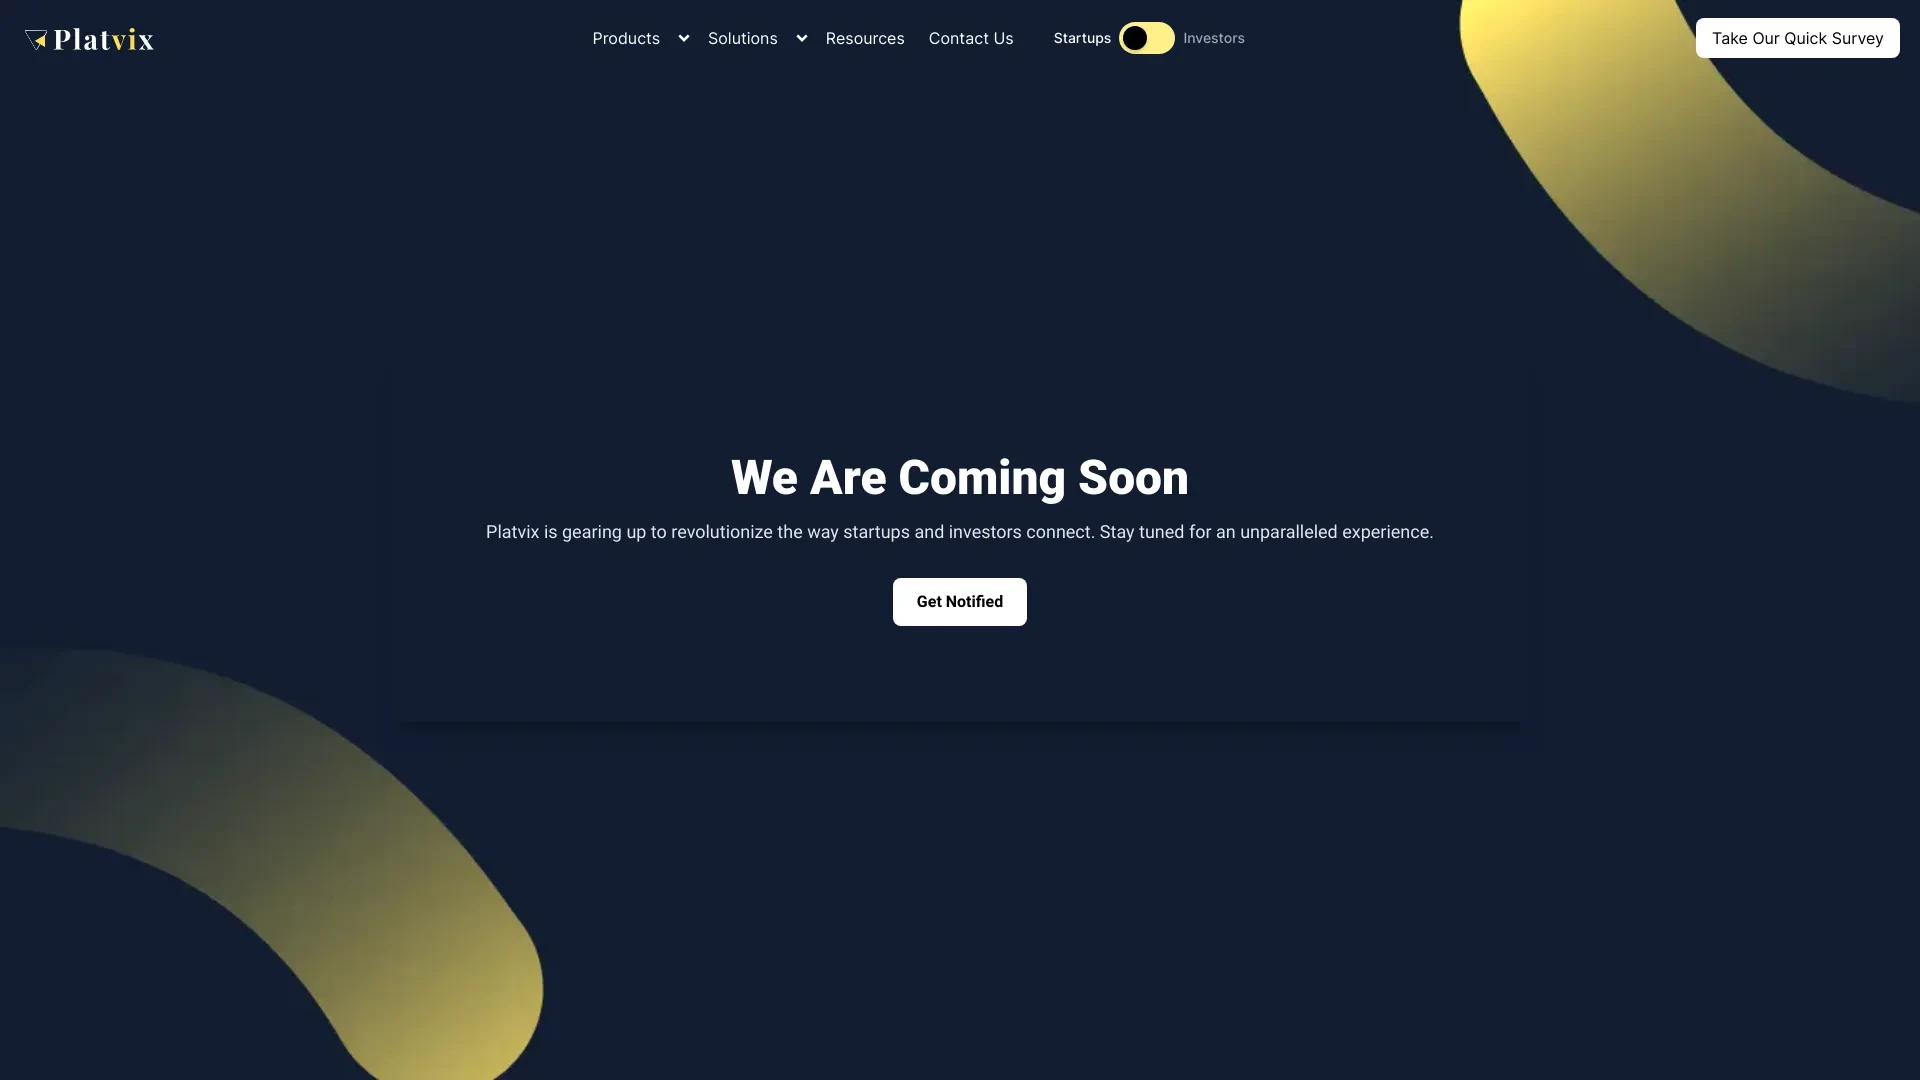 Platvix
Products
Solutions
Resources
Contact Us
Startups
Investors
Take Our Quick Survey
We Are Coming Soon
Platvix is gearing up to revolutionize the way startups and investors connect. Stay tuned for an unparalleled experience.
Get Notified